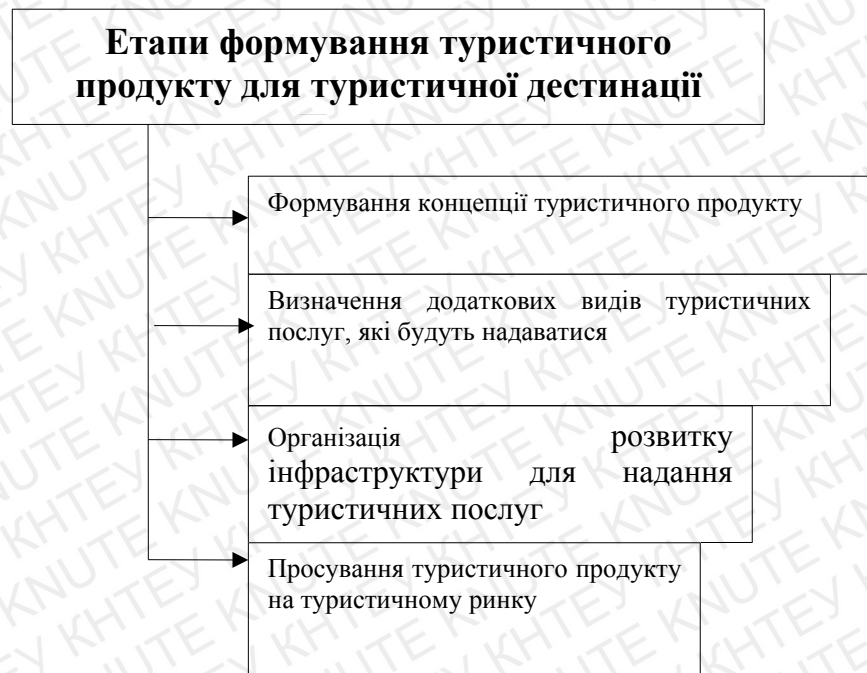 Етапи формування туристичного
продукту для туристичної дестинації
Формування концепції туристичного продукту
Визначення додаткових видів туристичних
послуг, які будуть надаватися
Організація розвитку
інфраструктури для надання
туристичних послуг
Просування туристичного продукту
на туристичному ринку